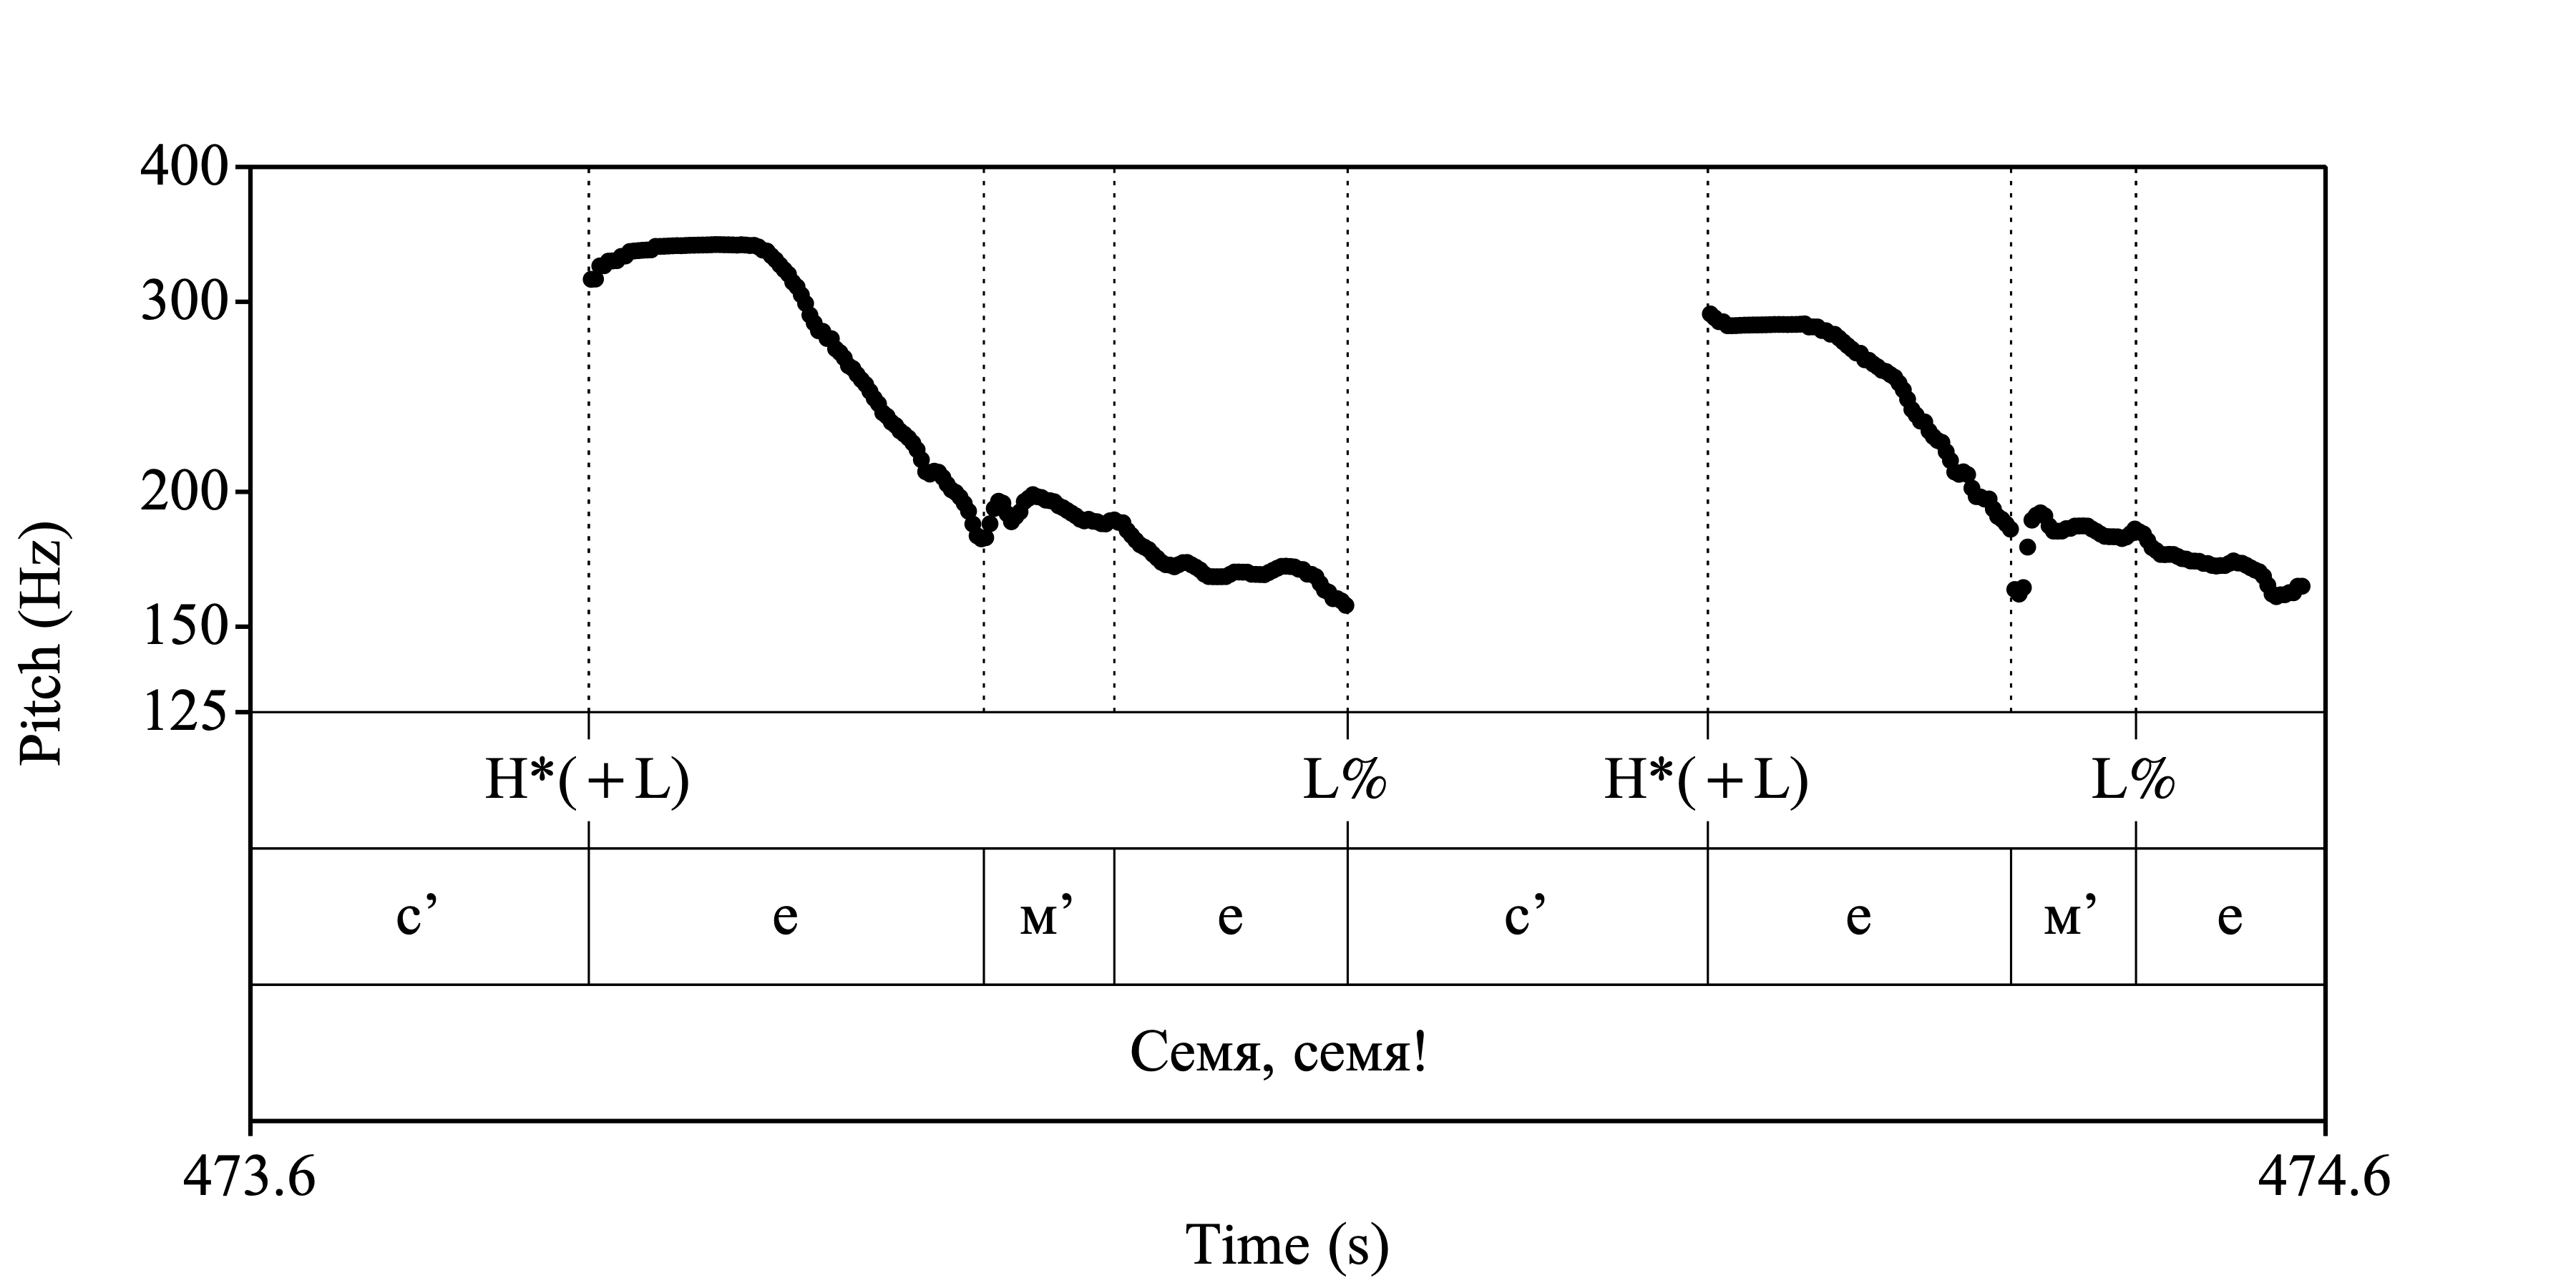 400
300
200
150
125
Pitch (Hz)
H*(+L) L% H*(+L) L%
с’ е м’ е с’ е м’ е
Семя, семя!
473.6 474.6
Time (s)